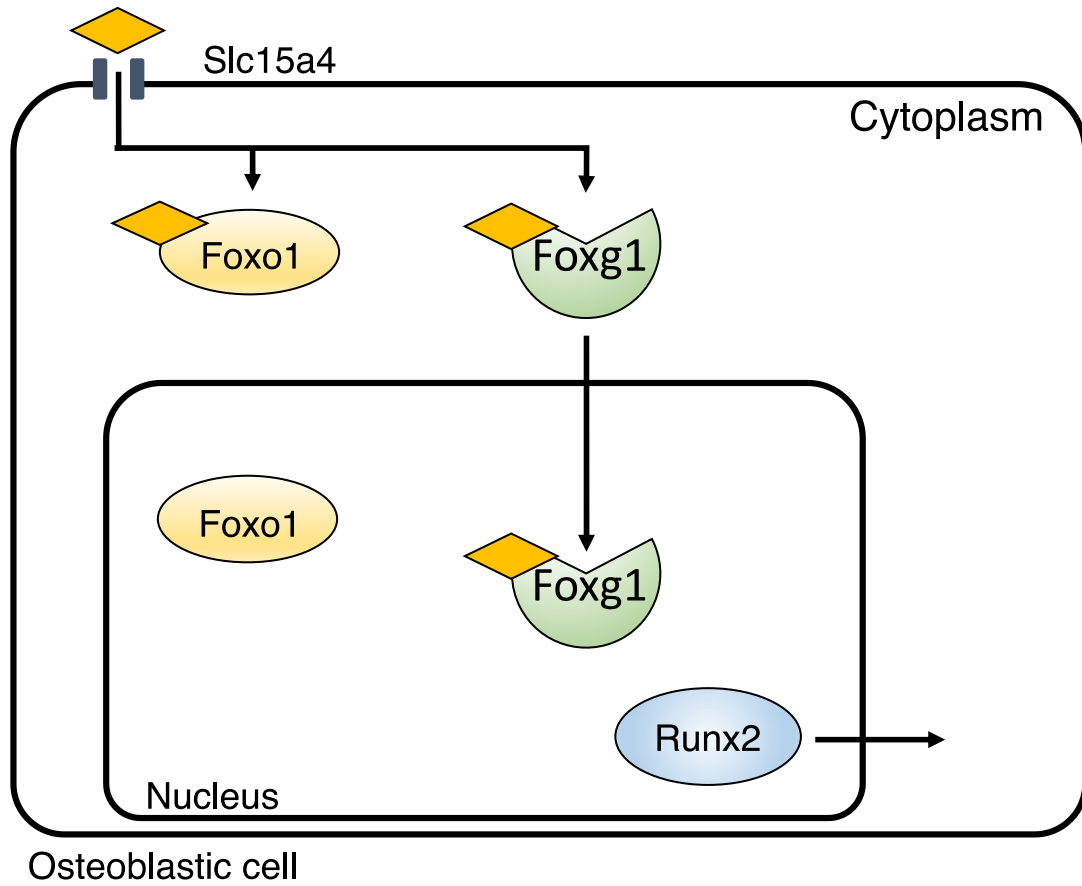 Slc15a4
Cytoplasm
Foxo1
Foxg1
Foxo1
Foxg1
Runx2
Nucleus
Osteoblastic cell